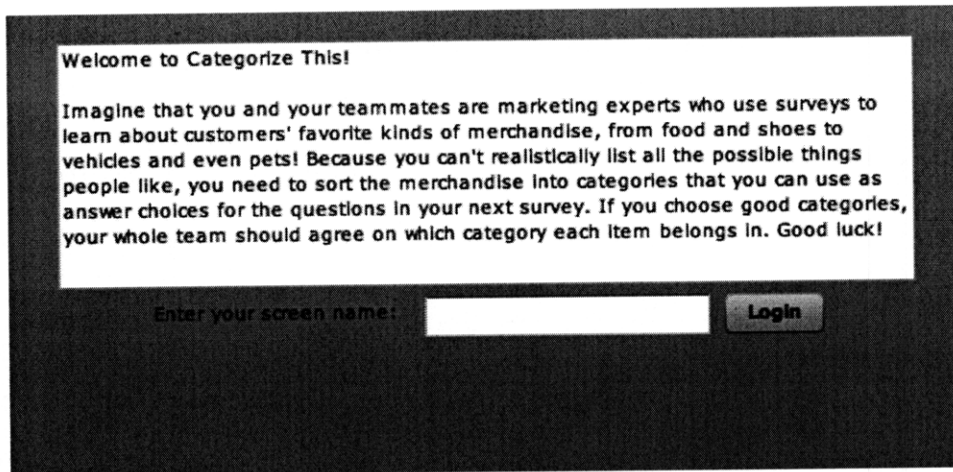 Welcome to Categorize This!
Imagine that you and your teammates are marketing experts who use surveys to
learn about customers' favorite kinds of merchandise, from food and shoes to
vehicles and even pets! Because you can't realistically list all the possible things
people like, you need to sort the merchandise into categories that you can use as
answer choices for the questions in your next survey. If you choose good categories,
your whole team should agree on which category each item belongs in. Good luck!
Enter your screen name:
Login